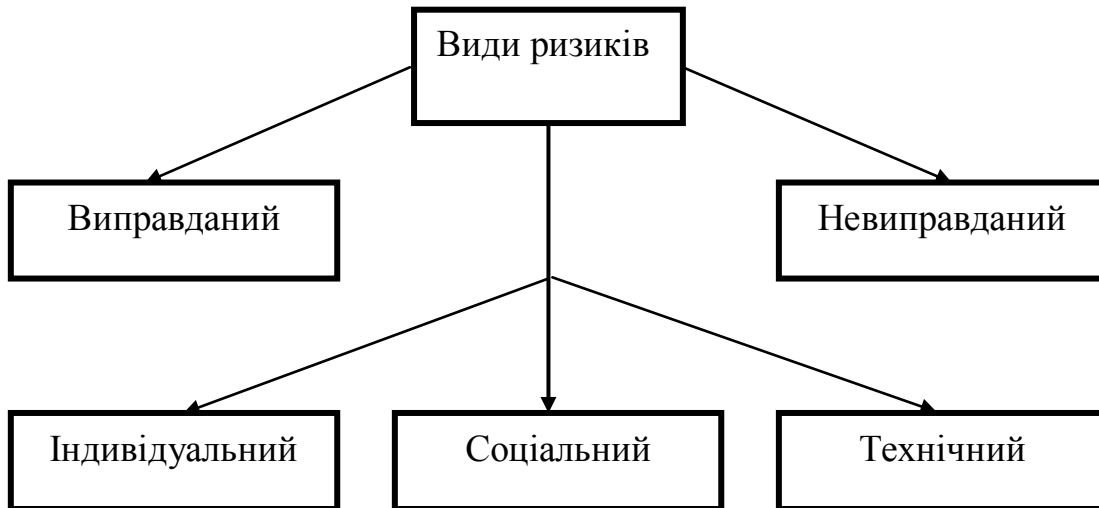 Види ризиків
Виправданий
Невиправданий
Індивідуальний
Соціальний
Технічний